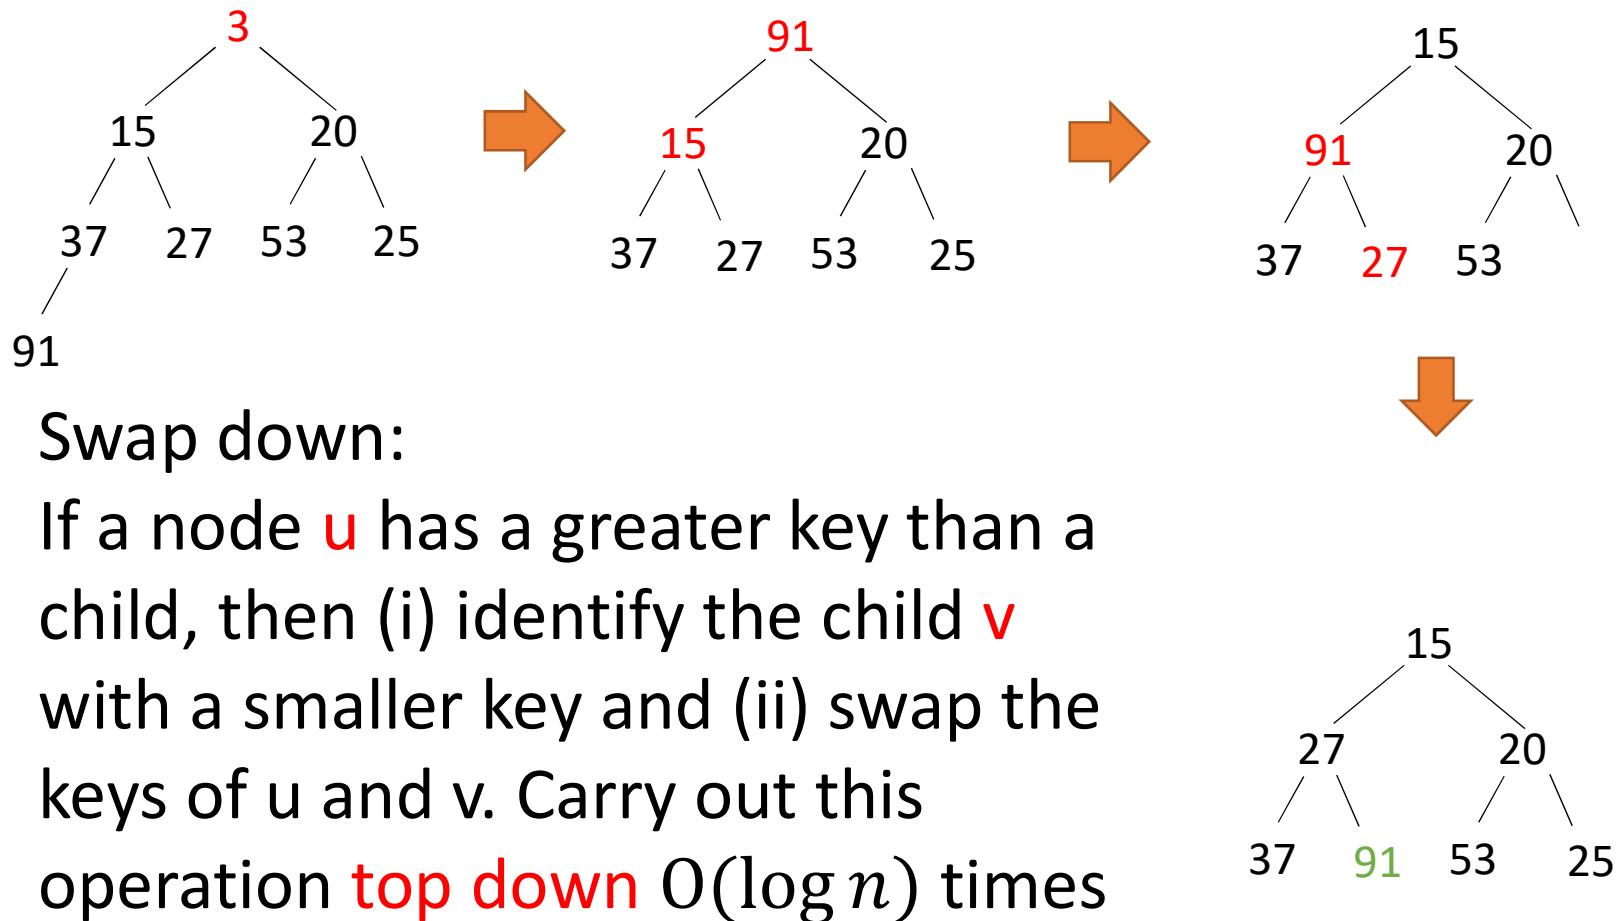 3
15 20
37 27 53 25
91
91
15 20
37 27 53 25
15
91 20
37 27 53
Swap down:
If a node u has a greater key than a
child, then (i) identify the child v
with a smaller key and (ii) swap the
keys of u and v. Carry out this
operation top down O(log n) times
15
27 20
37 91 53 25